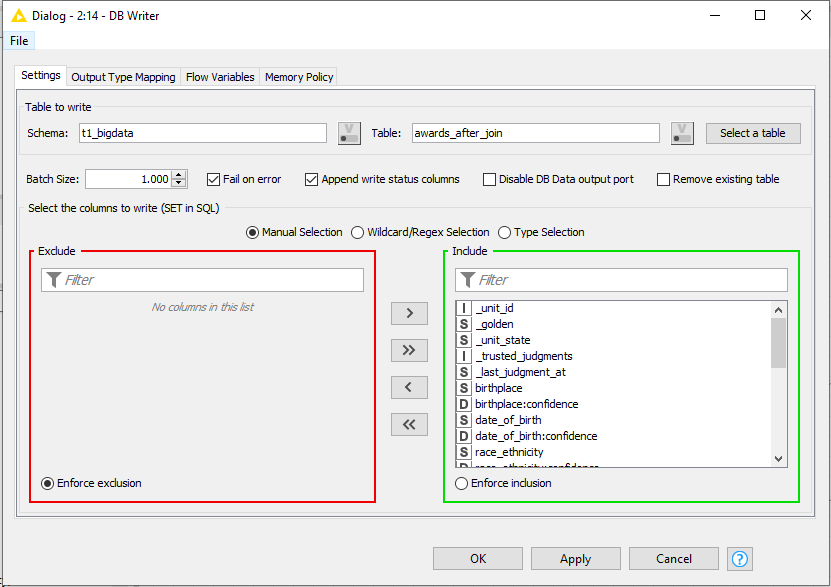 Dialog - 2:14 - DB Writer
File
Settings Output Type Mapping Flow Variables Memory Policy
Table to write
Schema: t1_bigdata V Table: awards_after_join V Select a table
Batch Size: 1.000 Fail on error Append write status columns Disable DB Data output port Remove existing table
Select the columns to write (SET in SQL)
Manual Selection Wildcard/Regex Selection Type Selection
Exclude
Filter
No columns in this list
Enforce exclusion
>
>>
<
<<
Include
Filter
I _unit_id
S _golden
S _unit_state
I _trusted_judgments
S _last_judgment_at
S birthplace
D birthplace:confidence
S date_of_birth
D date_of_birth:confidence
S race_ethnicity
D race_ethnicity:confidence
Enforce inclusion
OK Apply Cancel ?